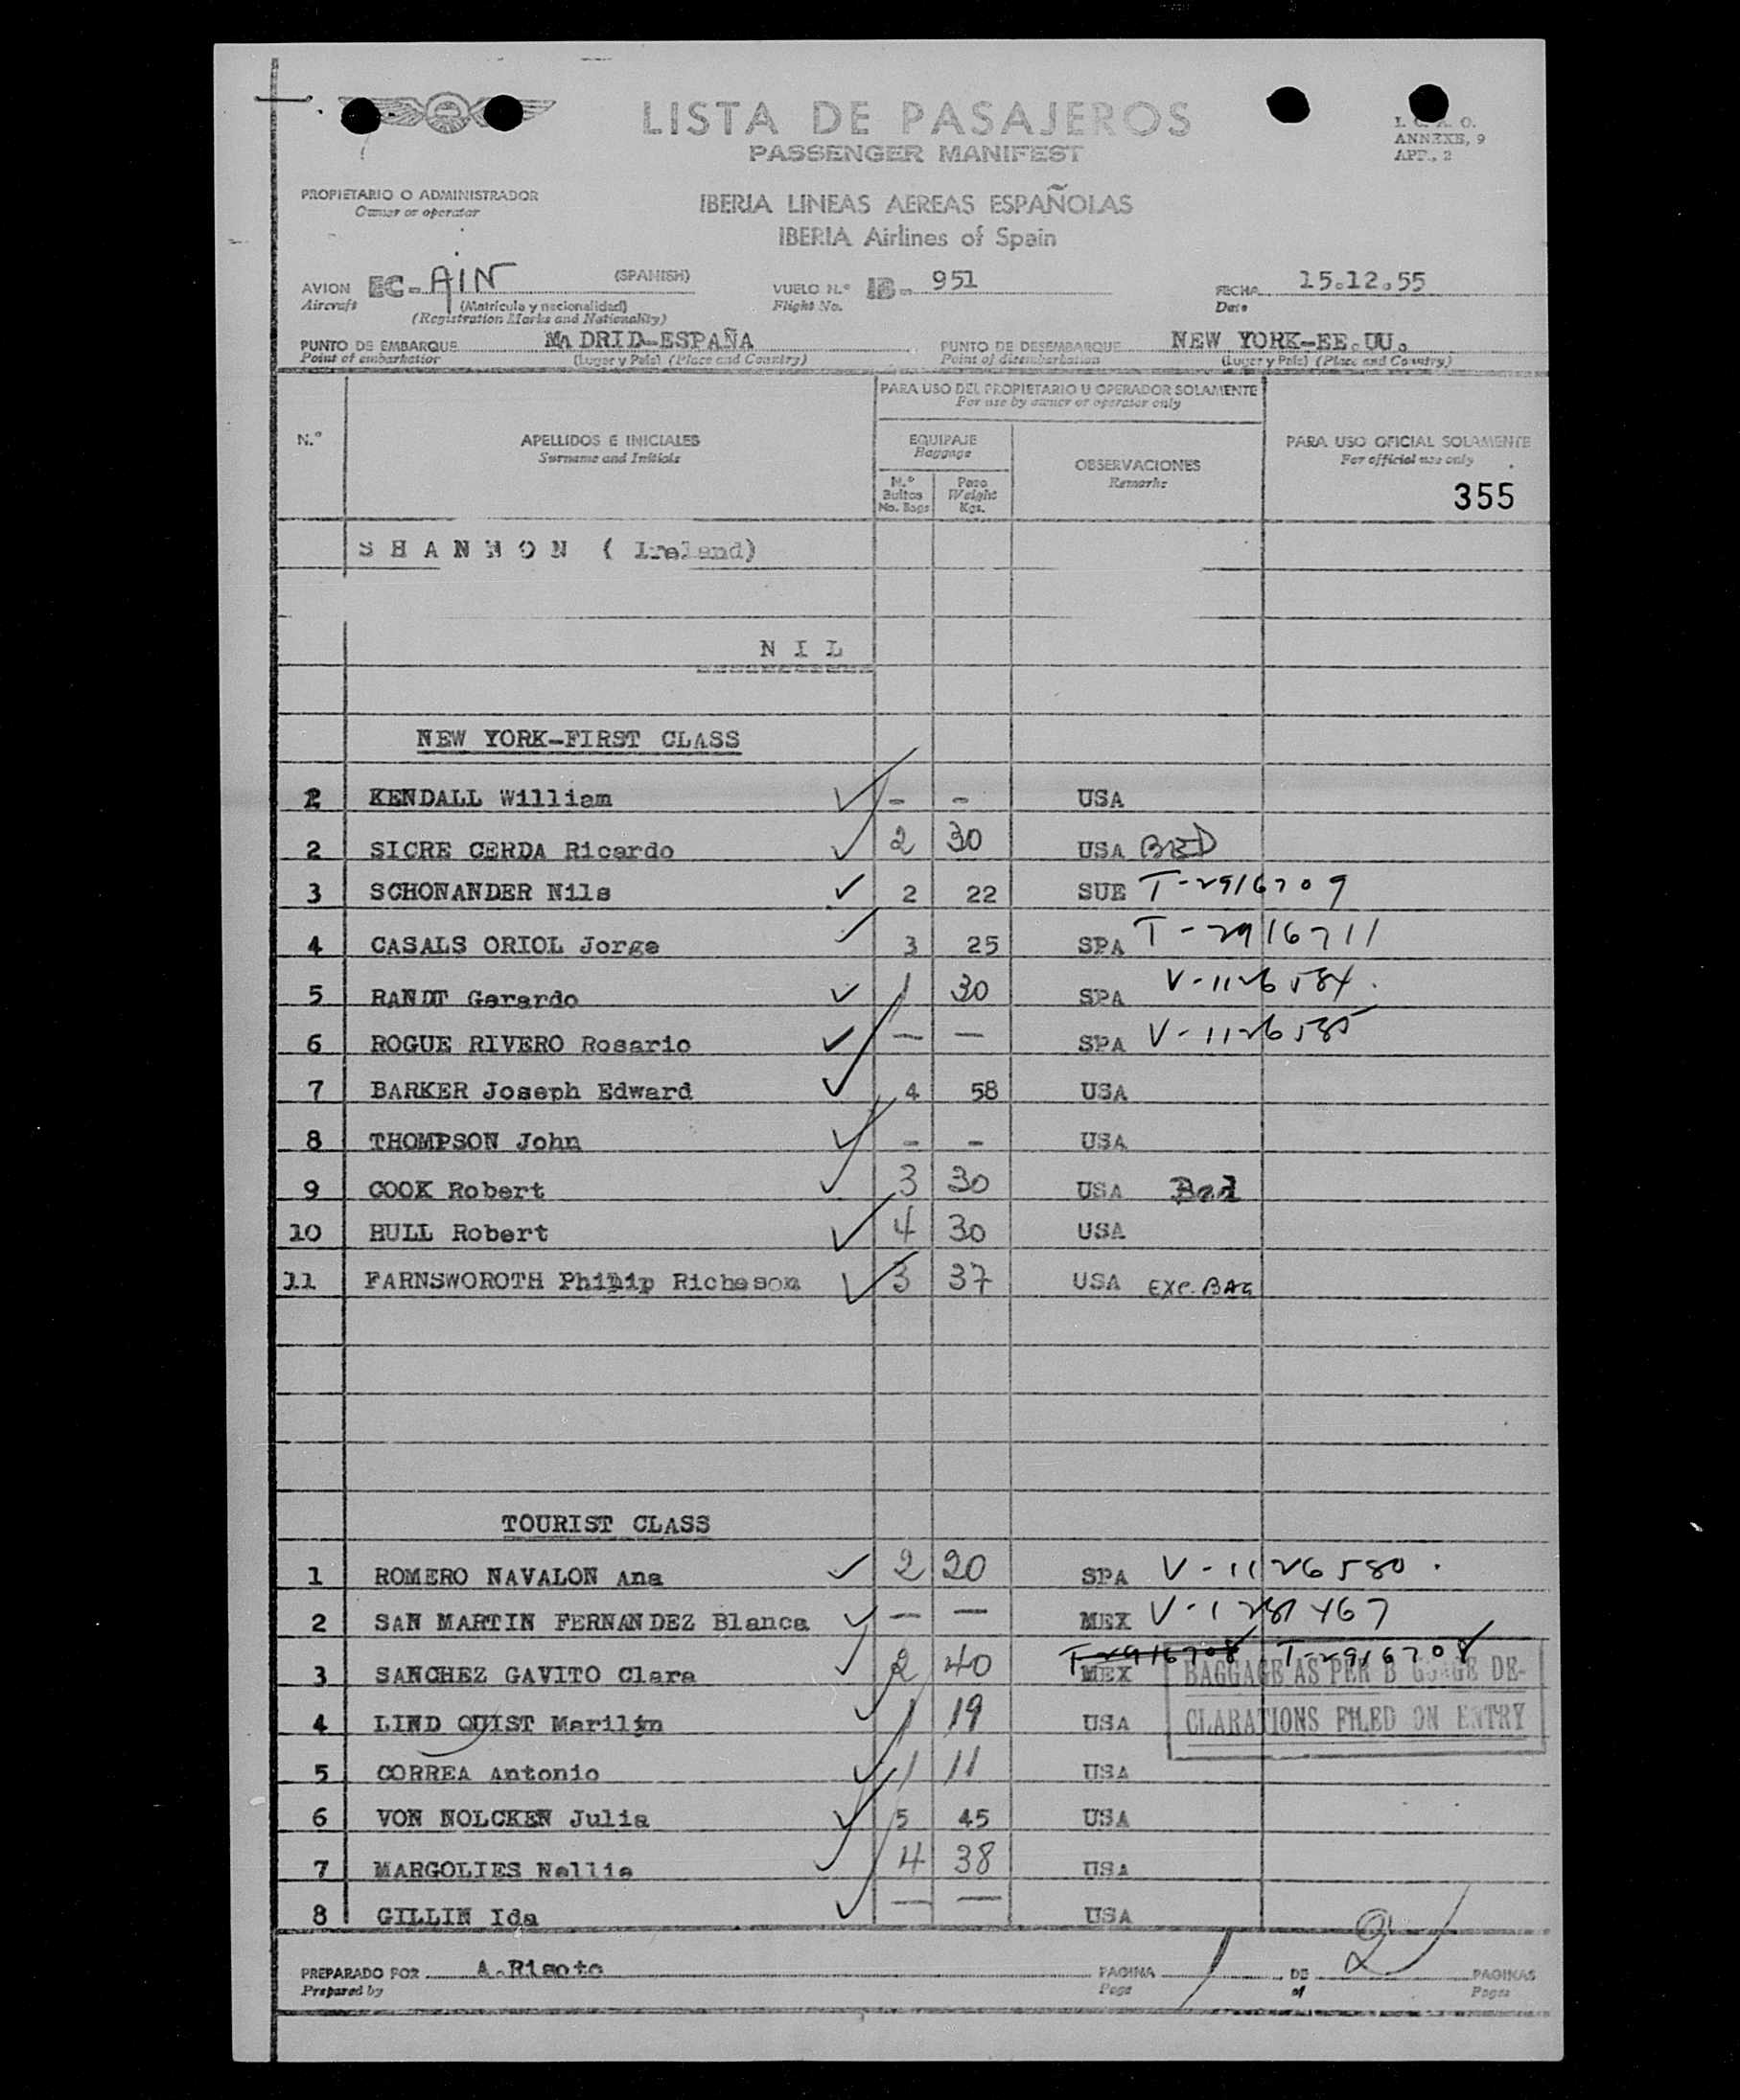 LISTA DE PASAJEROS
PASSENGER MANIFEST
I. C. A. O.
ANNEXE, 9
APP., 2
PROPIETARIO O ADMINISTRADOR
Owner or operator
IBERIA LINEAS AEREAS ESPAÑOLAS
IBERIA Airlines of Spain
AVION EC-AIN (SPANISH) VUELO N.º IB- 951 FECHA 15.12.55
Aircraft (Matrícula y nacionalidad) Flight No. Date
(Registration Marks and Nationality)
PUNTO DE EMBARQUE MADRID-ESPAÑA PUNTO DE DESEMBARQUE NEW YORK-EE.UU.
Point of embarkation (Lugar y País) (Place and Country) Point of disembarkation (Lugar y País) (Place and Country)
PARA USO DEL PROPIETARIO U OPERADOR SOLAMENTE
For use by owner or operator only
N.º APELLIDOS E INICIALES EQUIPAJE OBSERVACIONES PARA USO OFICIAL SOLAMENTE
Surname and Initials Baggage Remarks For official use only
N.º Bultos Peso
No. Bags Weight Kgs.
355
SHANNON (Ireland)
NIL
NEW YORK-FIRST CLASS
KENDALL William - - USA
2 SICRE CERDA Ricardo 2 30 USA
3 SCHONANDER Nils 2 22 SUE T-2916709
4 CASALS ORIOL Jorge 3 25 SPA T-2916711
5 RANDT Gerardo 1 30 SPA V-1126584.
6 ROGUE RIVERO Rosario — — SPA V-1126585
7 BARKER Joseph Edward 4 58 USA
8 THOMPSON John - - USA
9 COOK Robert 3 30 USA
10 HULL Robert 4 30 USA
11 FARNSWOROTH Philip Richeson 3 37 USA EXC. BAG
TOURIST CLASS
1 ROMERO NAVALON Ana 2 20 SPA V-1126580.
2 SAN MARTIN FERNANDEZ Blanca — — MEX
T-2916708 T-2916708
3 SANCHEZ GAVITO Clara 2 40 MEX
BAGGAGE AS PER BAGGAGE DE-
CLARATIONS FILED ON ENTRY
4 LIND QUIST Marilyn 1 19 USA
5 CORREA Antonio 1 11 USA
6 VON NOLCKEN Julia 5 45 USA
7 MARGOLIES Nellie 4 38 USA
8 GILLIN Ida — — USA
PREPARADO POR A.Risoto PAGINA 1 DE 2 PAGINAS
Prepared by Page of Pages